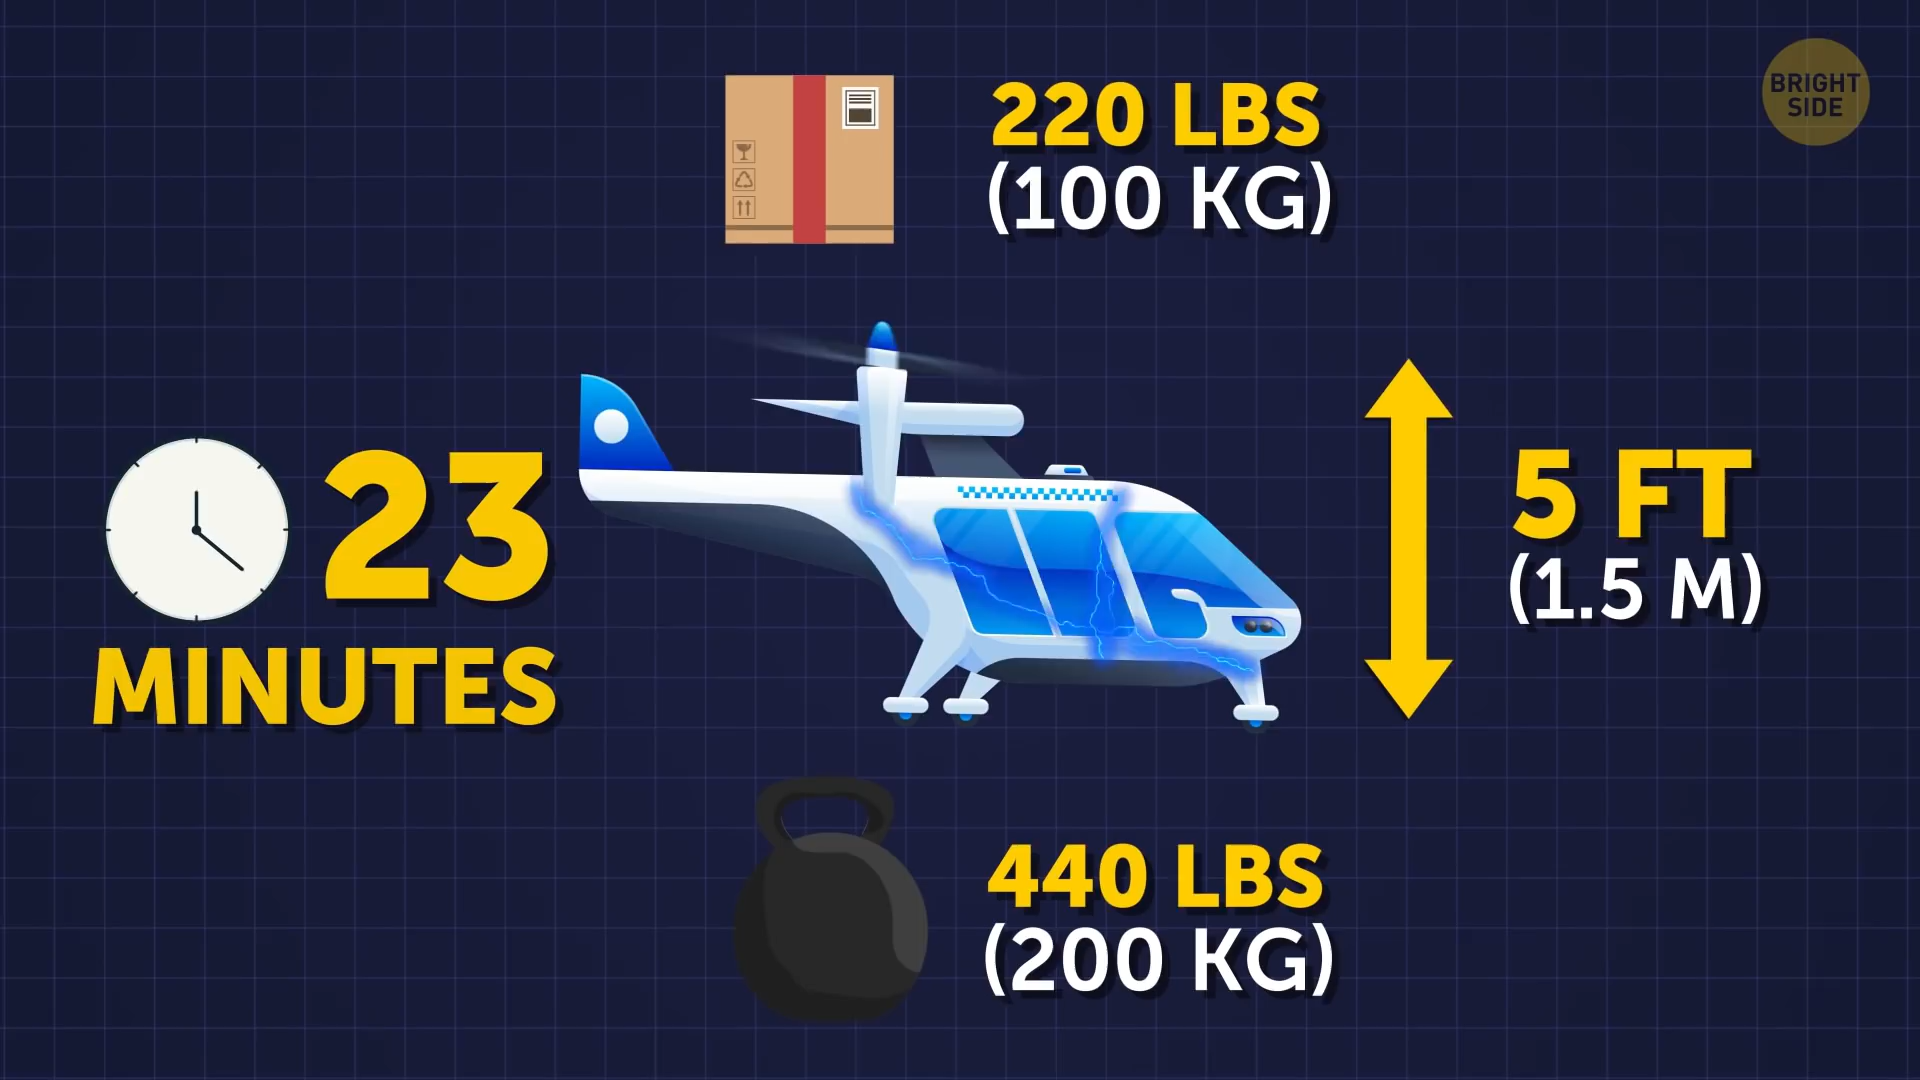 220 LBS
(100 KG)
BRIGHT
SIDE
23
MINUTES
5 FT
(1.5 M)
440 LBS
(200 KG)